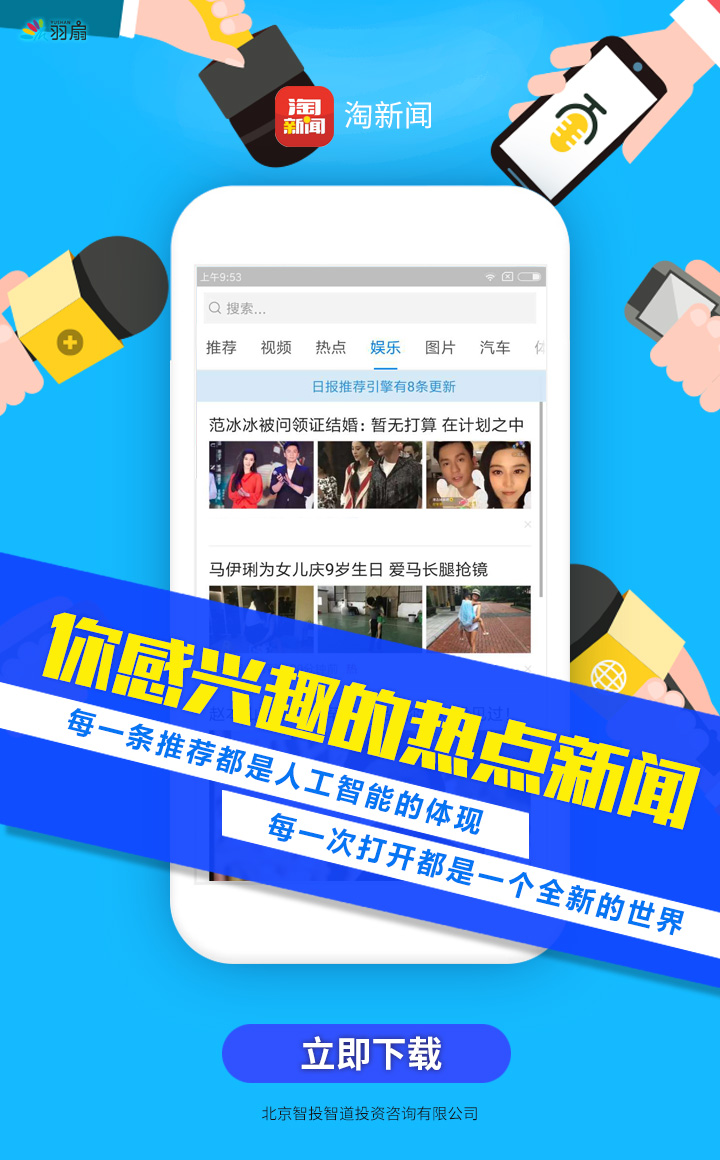 YUSHAN
羽扇
淘
新闻
淘新闻
上午9:53
搜索...
推荐 视频 热点 娱乐 图片 汽车
日报推荐引擎有8条更新
范冰冰被问领证结婚：暂无打算 在计划之中
马伊琍为女儿庆9岁生日 爱马长腿抢镜
你感兴趣的热点新闻
每一条推荐都是人工智能的体现
每一次打开都是一个全新的世界
立即下载
北京智投智道投资咨询有限公司